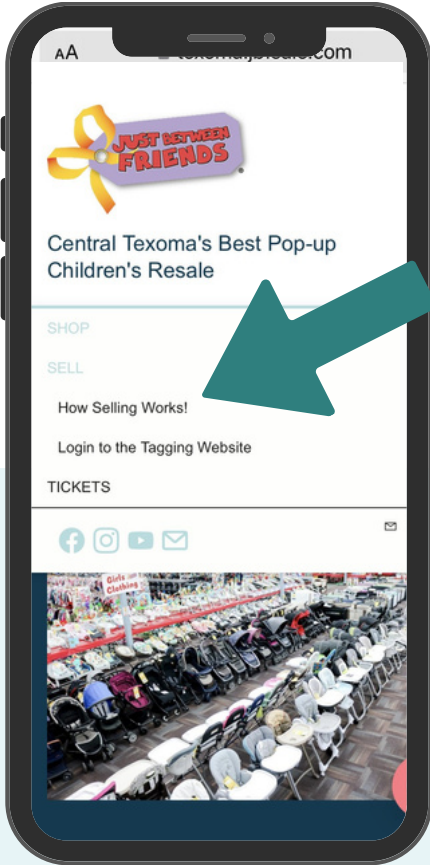 AA
.com
JUST BETWEEN
FRIENDS
Central Texoma's Best Pop-up
Children's Resale
SHOP
SELL
How Selling Works!
Login to the Tagging Website
TICKETS
Girls
Clothing